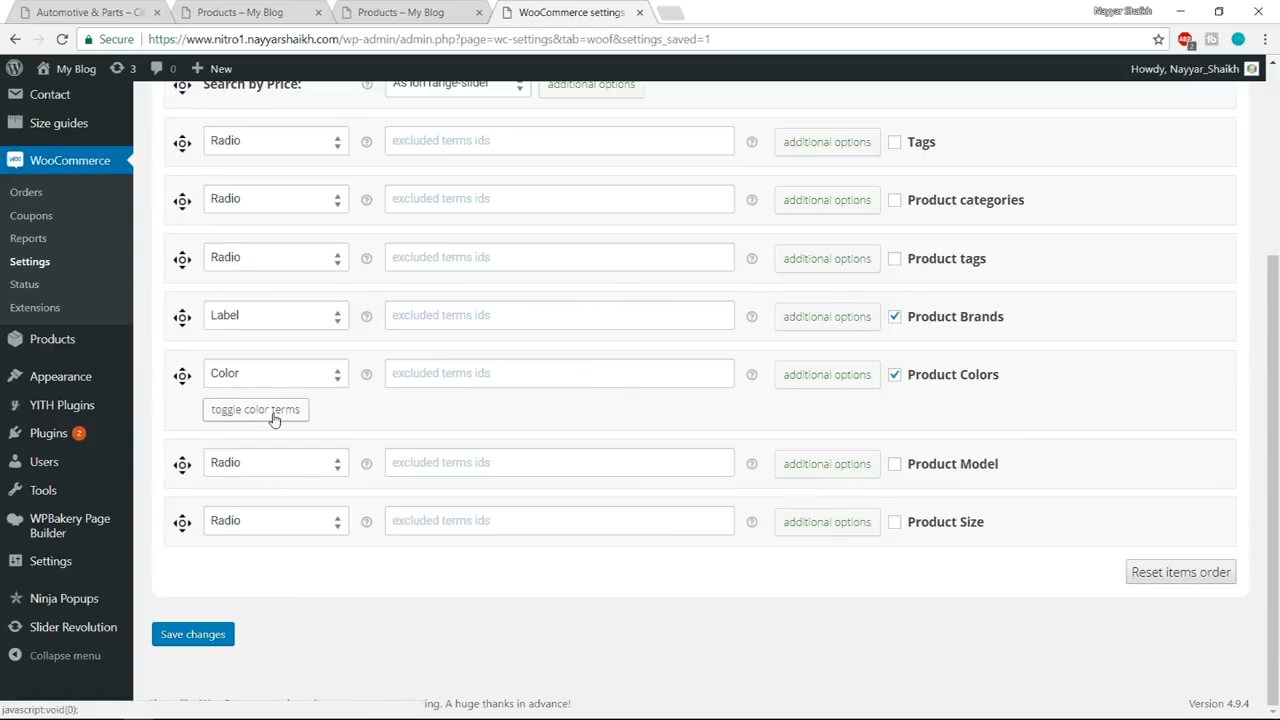 Automotive & Parts – Ci
Products – My Blog
Products – My Blog
WooCommerce settings
Nayyar Shaikh
Secure
https://www.nitro1.nayyarshaikh.com/wp-admin/admin.php?page=wc-settings&tab=woof&settings_saved=1
My Blog
3
0
New
Howdy, Nayyar_Shaikh
Contact
Size guides
WooCommerce
Orders
Coupons
Reports
Settings
Status
Extensions
Products
Appearance
YITH Plugins
Plugins 2
Users
Tools
WPBakery Page
Builder
Settings
Ninja Popups
Slider Revolution
Collapse menu
Search by Price:
As ion range-slider
additional options
Radio
excluded terms ids
additional options
Tags
Radio
excluded terms ids
additional options
Product categories
Radio
excluded terms ids
additional options
Product tags
Label
excluded terms ids
additional options
Product Brands
Color
excluded terms ids
additional options
Product Colors
toggle color terms
Radio
excluded terms ids
additional options
Product Model
Radio
excluded terms ids
additional options
Product Size
Reset items order
Save changes
ing. A huge thanks in advance!
Version 4.9.4
javascript:void(0);